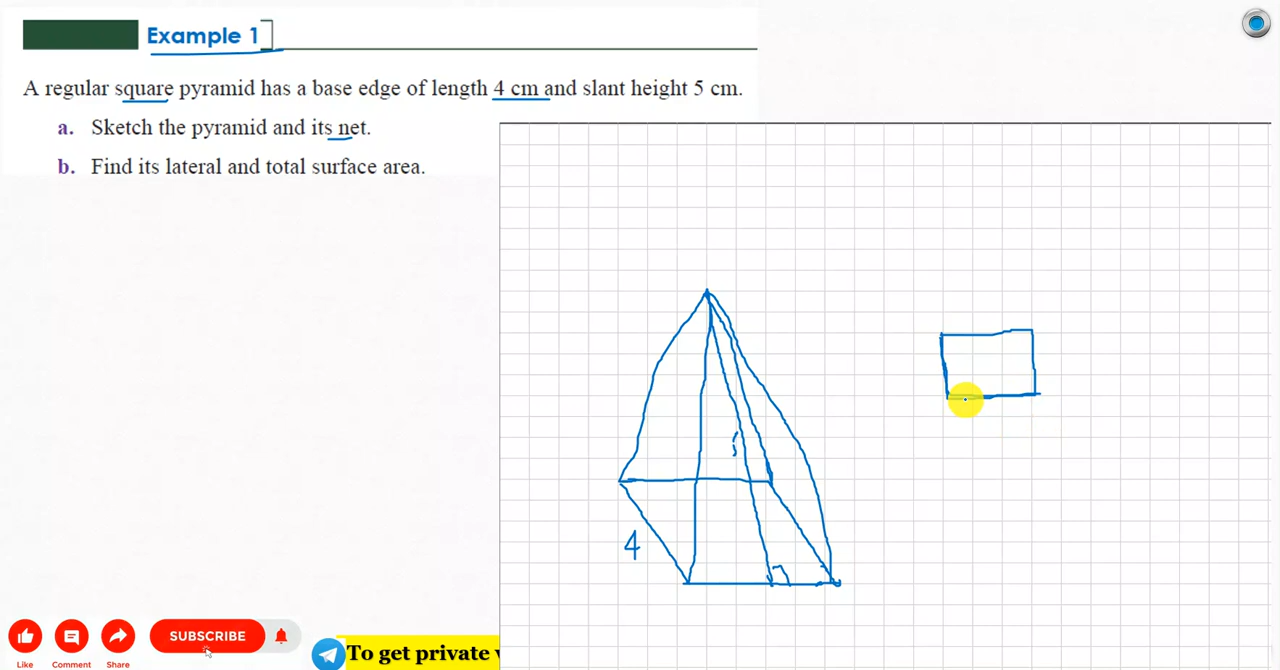 Example 1
A regular square pyramid has a base edge of length 4 cm and slant height 5 cm.
a. Sketch the pyramid and its net.
b. Find its lateral and total surface area.
4
Like
Comment
Share
SUBSCRIBE
To get private